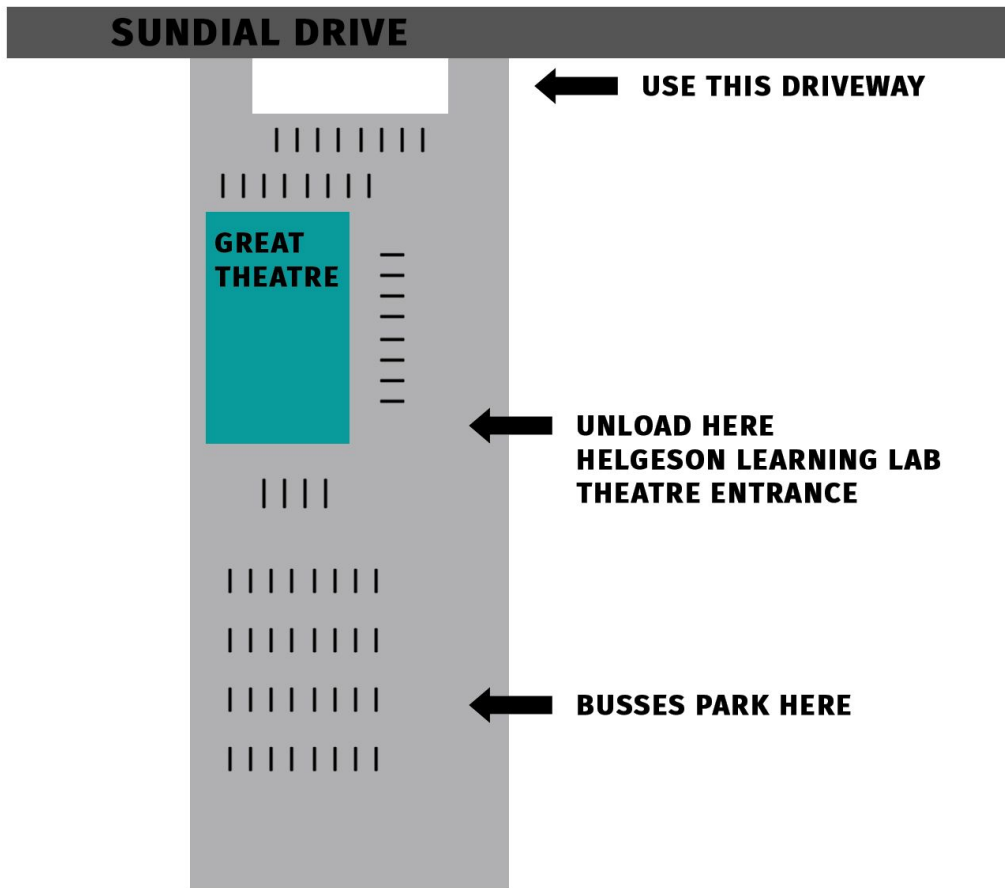 SUNDIAL DRIVE
USE THIS DRIVEWAY
GREAT
THEATRE
UNLOAD HERE
HELGESON LEARNING LAB
THEATRE ENTRANCE
BUSSES PARK HERE